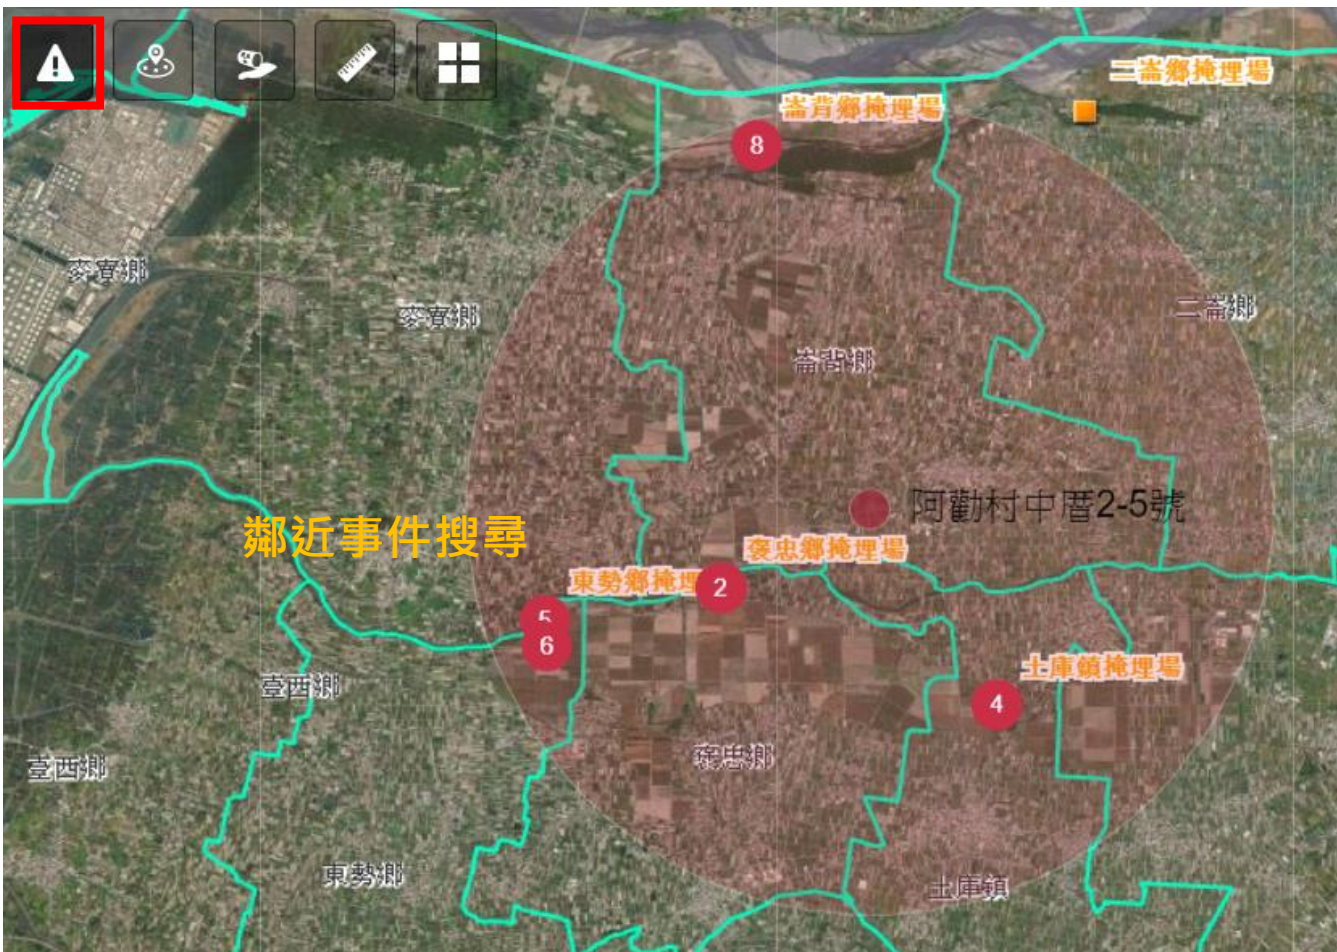 二崙鄉掩埋場
崙背鄉掩埋場
8
麥寮鄉
麥寮鄉
二崙鄉
崙背鄉
阿勸村中厝2-5號
鄰近事件搜尋
褒忠鄉掩埋場
東勢鄉掩埋
2
5
6
土庫鎮掩埋場
臺西鄉
4
褒忠鄉
臺西鄉
東勢鄉
土庫鎮